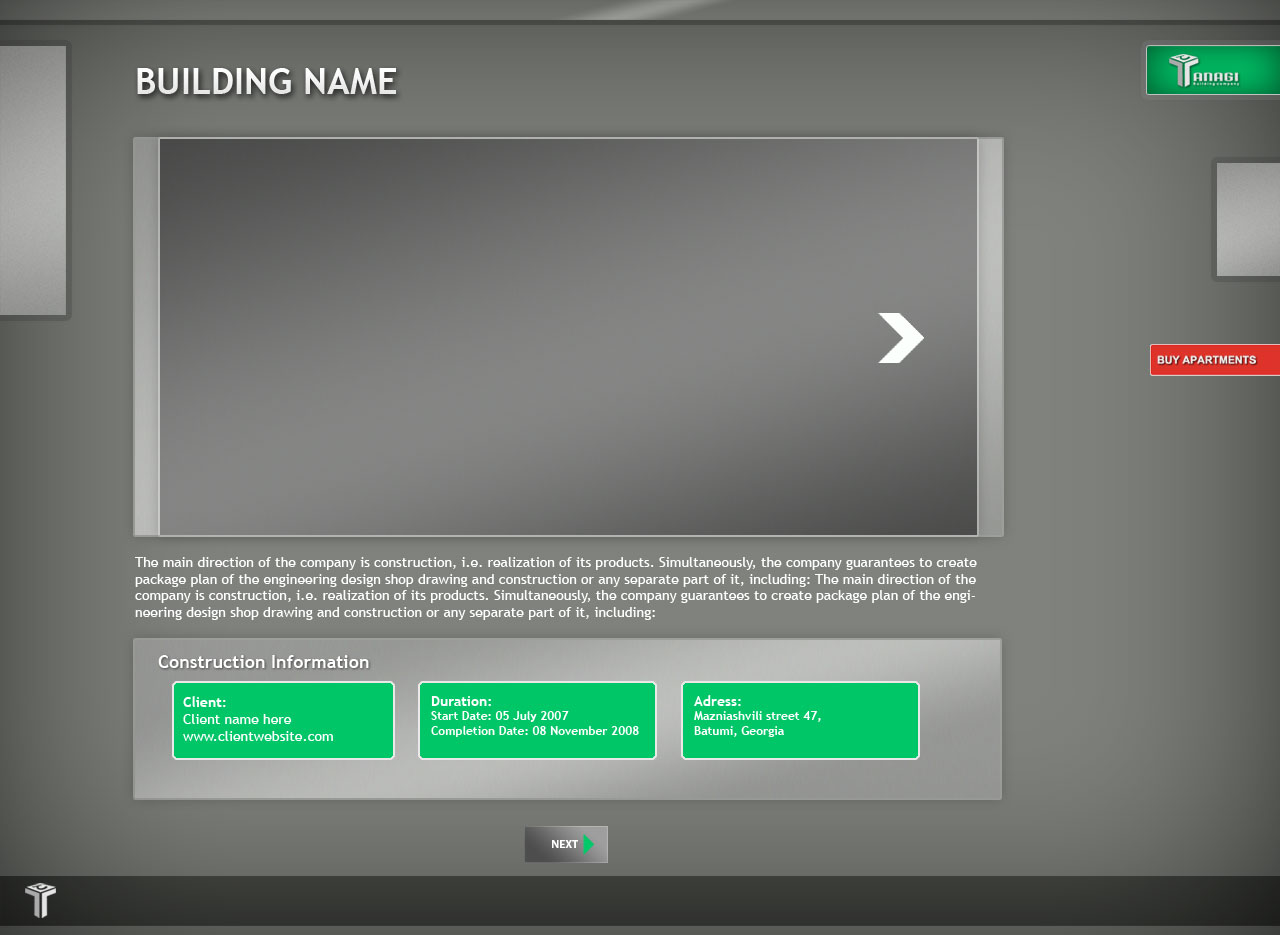 BUILDING NAME
TANAGI
building company
BUY APARTMENTS
The main direction of the company is construction, i.e. realization of its products. Simultaneously, the company guarantees to create
package plan of the engineering design shop drawing and construction or any separate part of it, including: The main direction of the
company is construction, i.e. realization of its products. Simultaneously, the company guarantees to create package plan of the engi-
neering design shop drawing and construction or any separate part of it, including:
Construction Information
Client:
Client name here
www.clientwebsite.com
Duration:
Start Date: 05 July 2007
Completion Date: 08 November 2008
Adress:
Mazniashvili street 47,
Batumi, Georgia
NEXT